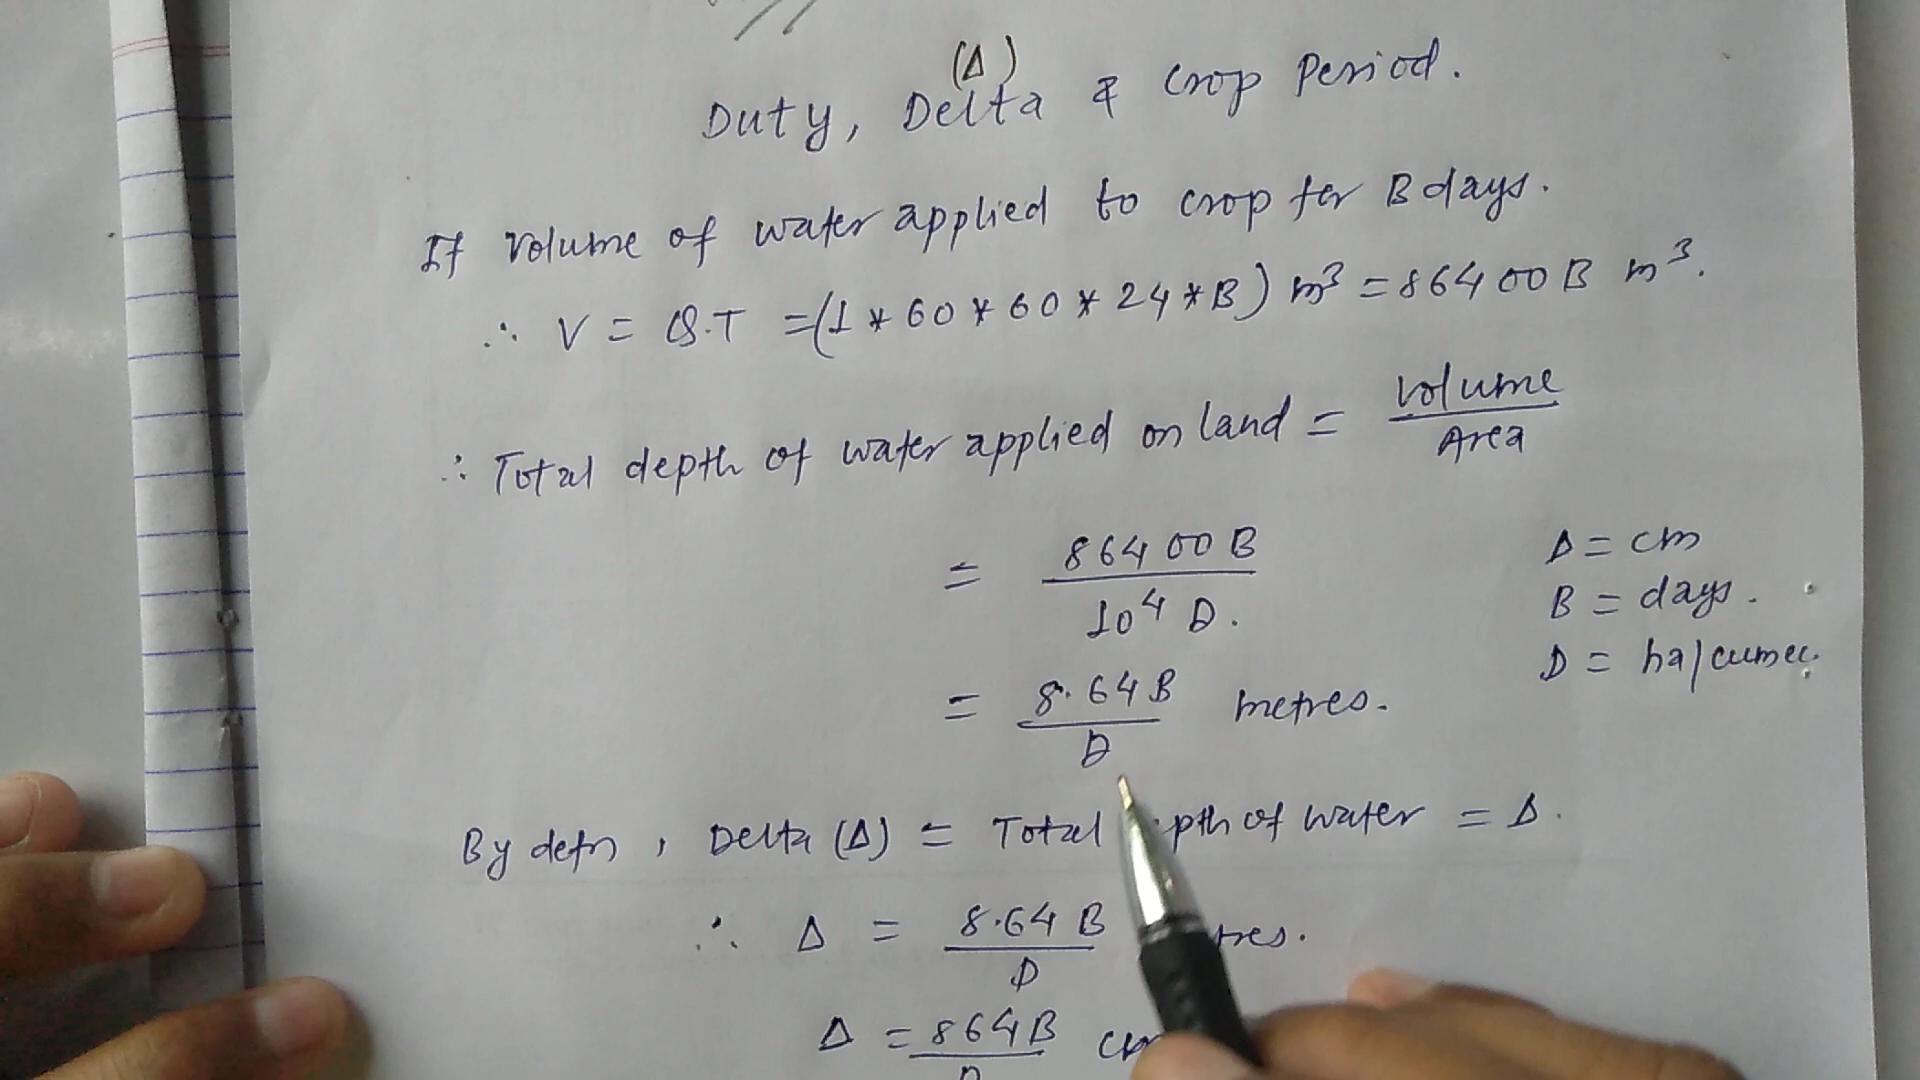 (Δ)
Duty, Delta & Crop Period.
If Volume of water applied to crop for B days.
∴ V = Q.T = (1 * 60 * 60 * 24 * B) m³ = 86400 B m³.
∴ Total depth of water applied on land = Volume / Area
= 86400 B / 10⁴ D.
Δ = cm
B = days.
D = ha/cumec.
= 8.64 B / D metres.
By defn, Delta (Δ) = Total pth of water = Δ.
∴ Δ = 8.64 B / D tres.
Δ = 864 B / D cm